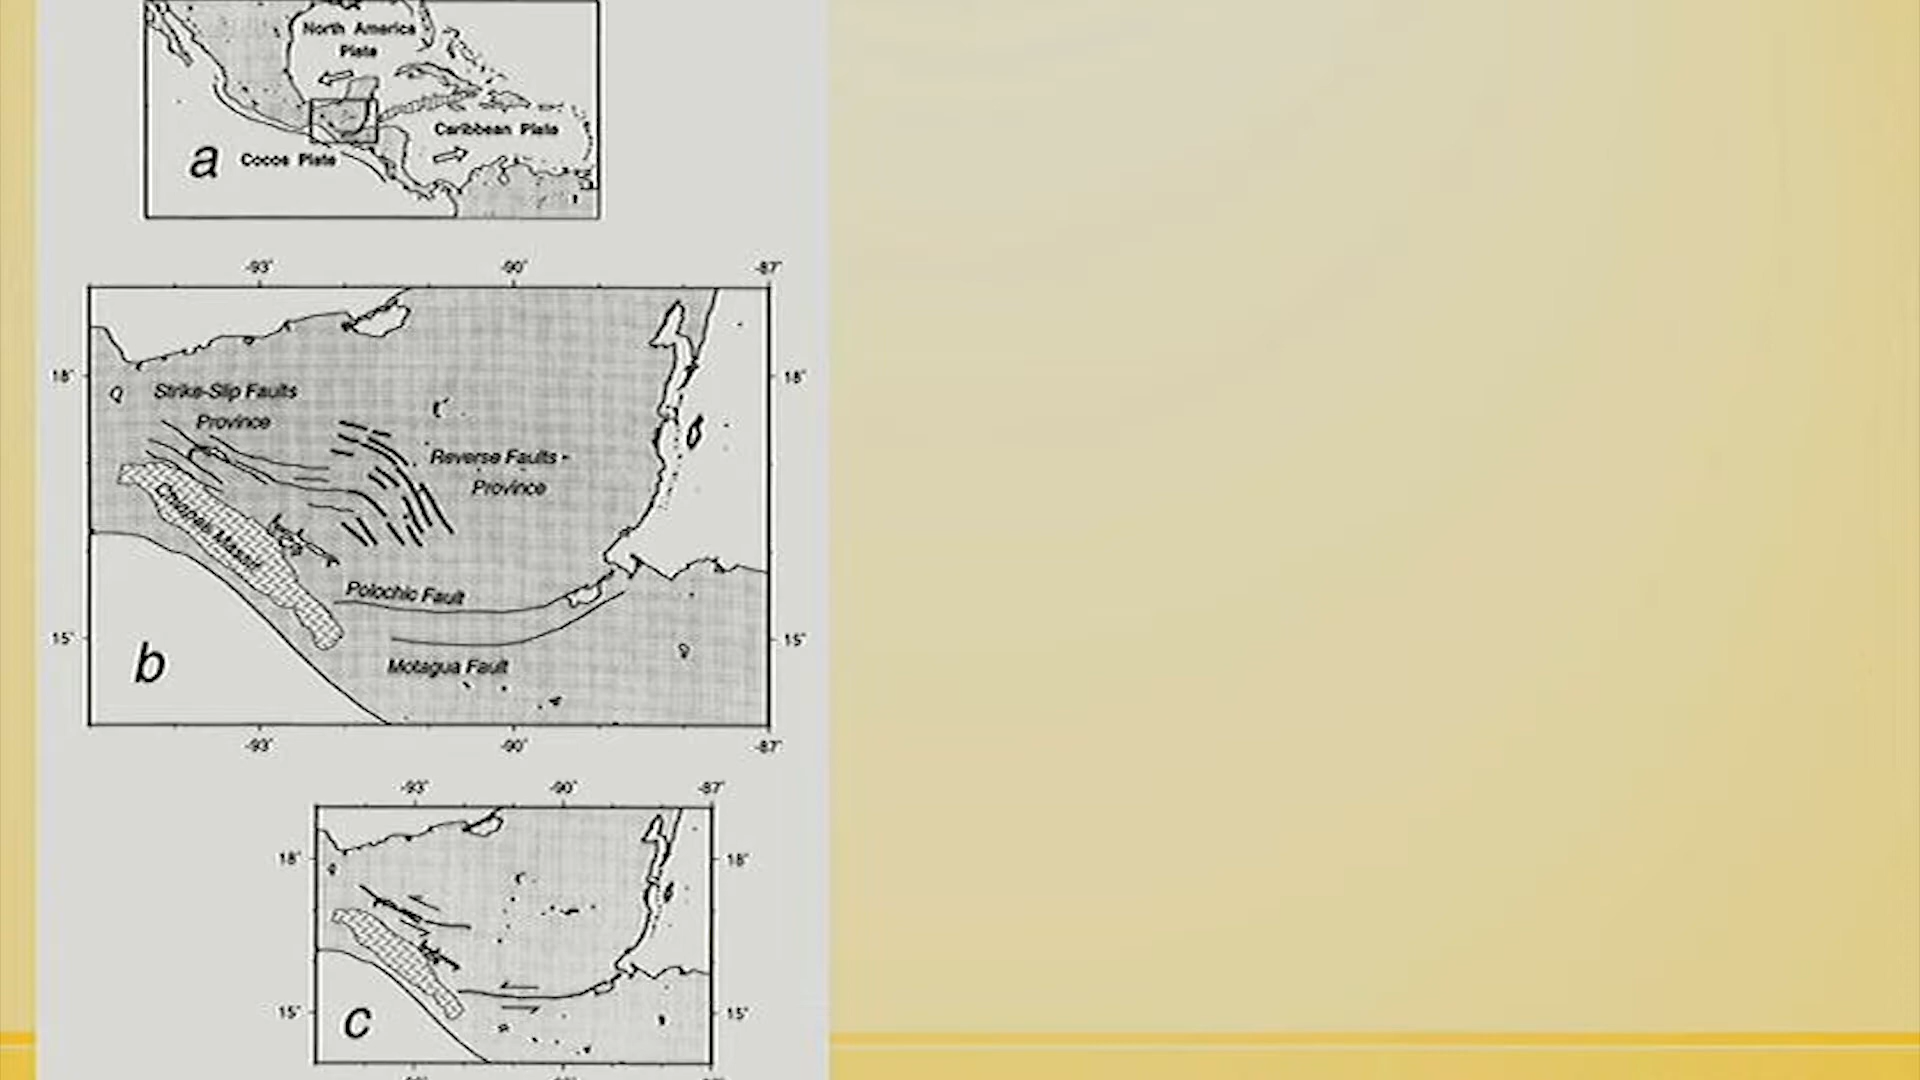 North America
Plate
Caribbean Plate
a
Cocos Plate
-93°
-90°
-87°
18°
18°
Strike-Slip Faults
Province
Reverse Faults
Province
Chiapas Massif
Polochic Fault
15°
15°
b
Motagua Fault
-93°
-90°
-87°
-93°
-90°
-87°
18°
18°
15°
15°
c